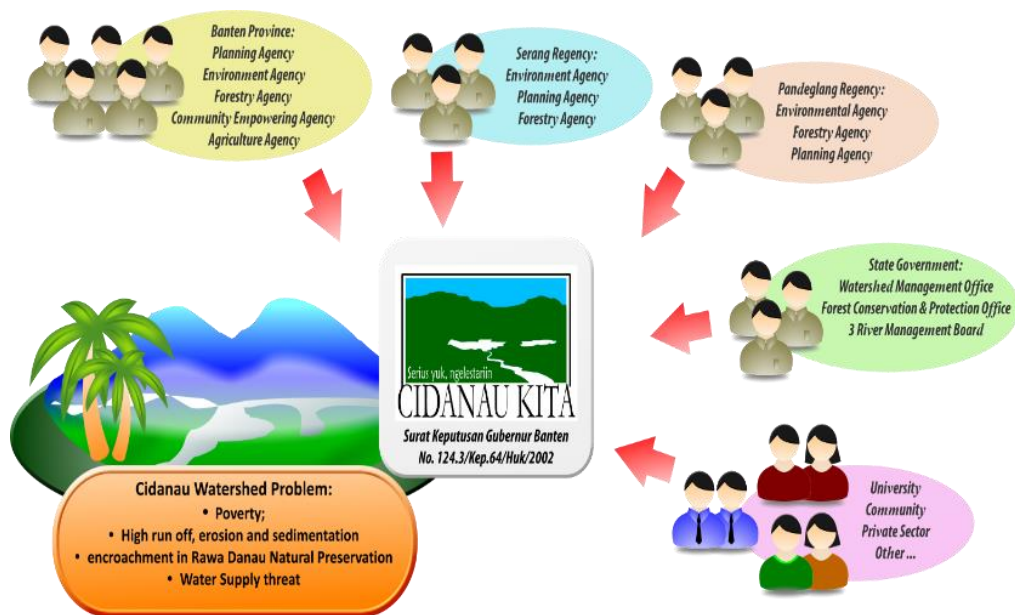 Banten Province:
Planning Agency
Environment Agency
Forestry Agency
Community Empowering Agency
Agriculture Agency
Serang Regency:
Environment Agency
Planning Agency
Forestry Agency
Pandeglang Regency:
Environmental Agency
Forestry Agency
Planning Agency
State Government:
Watershed Management Office
Forest Conservation & Protection Office
3 River Management Board
Serius yuk, ngelestariin
CIDANAU KITA
Surat Keputusan Gubernur Banten
No. 124.3/Kep.64/Huk/2002
Cidanau Watershed Problem:
• Poverty;
• High run off, erosion and sedimentation
• encroachment in Rawa Danau Natural Preservation
• Water Supply threat
University
Community
Private Sector
Other ...